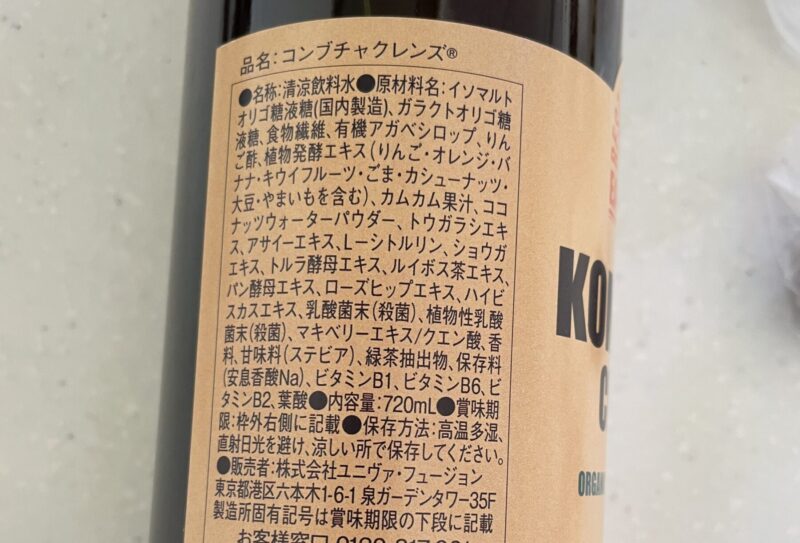 品名:コンブチャクレンズ®
●名称:清涼飲料水●原材料名:イソマルト
オリゴ糖液糖(国内製造)、ガラクトオリゴ糖
液糖、食物繊維、有機アガベシロップ、りん
ご酢、植物発酵エキス(りんご・オレンジ・バ
ナナ・キウイフルーツ・ごま・カシューナッツ・
大豆・やまいもを含む)、カムカム果汁、ココ
ナッツウォーターパウダー、トウガラシエキ
ス、アサイーエキス、L-シトルリン、ショウガ
エキス、トルラ酵母エキス、ルイボス茶エキス、
パン酵母エキス、ローズヒップエキス、ハイビ
スカスエキス、乳酸菌末(殺菌)、植物性乳酸
菌末(殺菌)、マキベリーエキス/クエン酸、香
料、甘味料(ステビア)、緑茶抽出物、保存料
(安息香酸Na)、ビタミンB1、ビタミンB6、ビ
タミンB2、葉酸●内容量:720mL●賞味期
限:枠外右側に記載●保存方法:高温多湿、
直射日光を避け、涼しい所で保存してください。
●販売者:株式会社ユニヴァ・フュージョン
東京都港区六本木1-6-1 泉ガーデンタワー35F
製造所固有記号は賞味期限の下段に記載
お客様窓口
KO
C
ORGAN